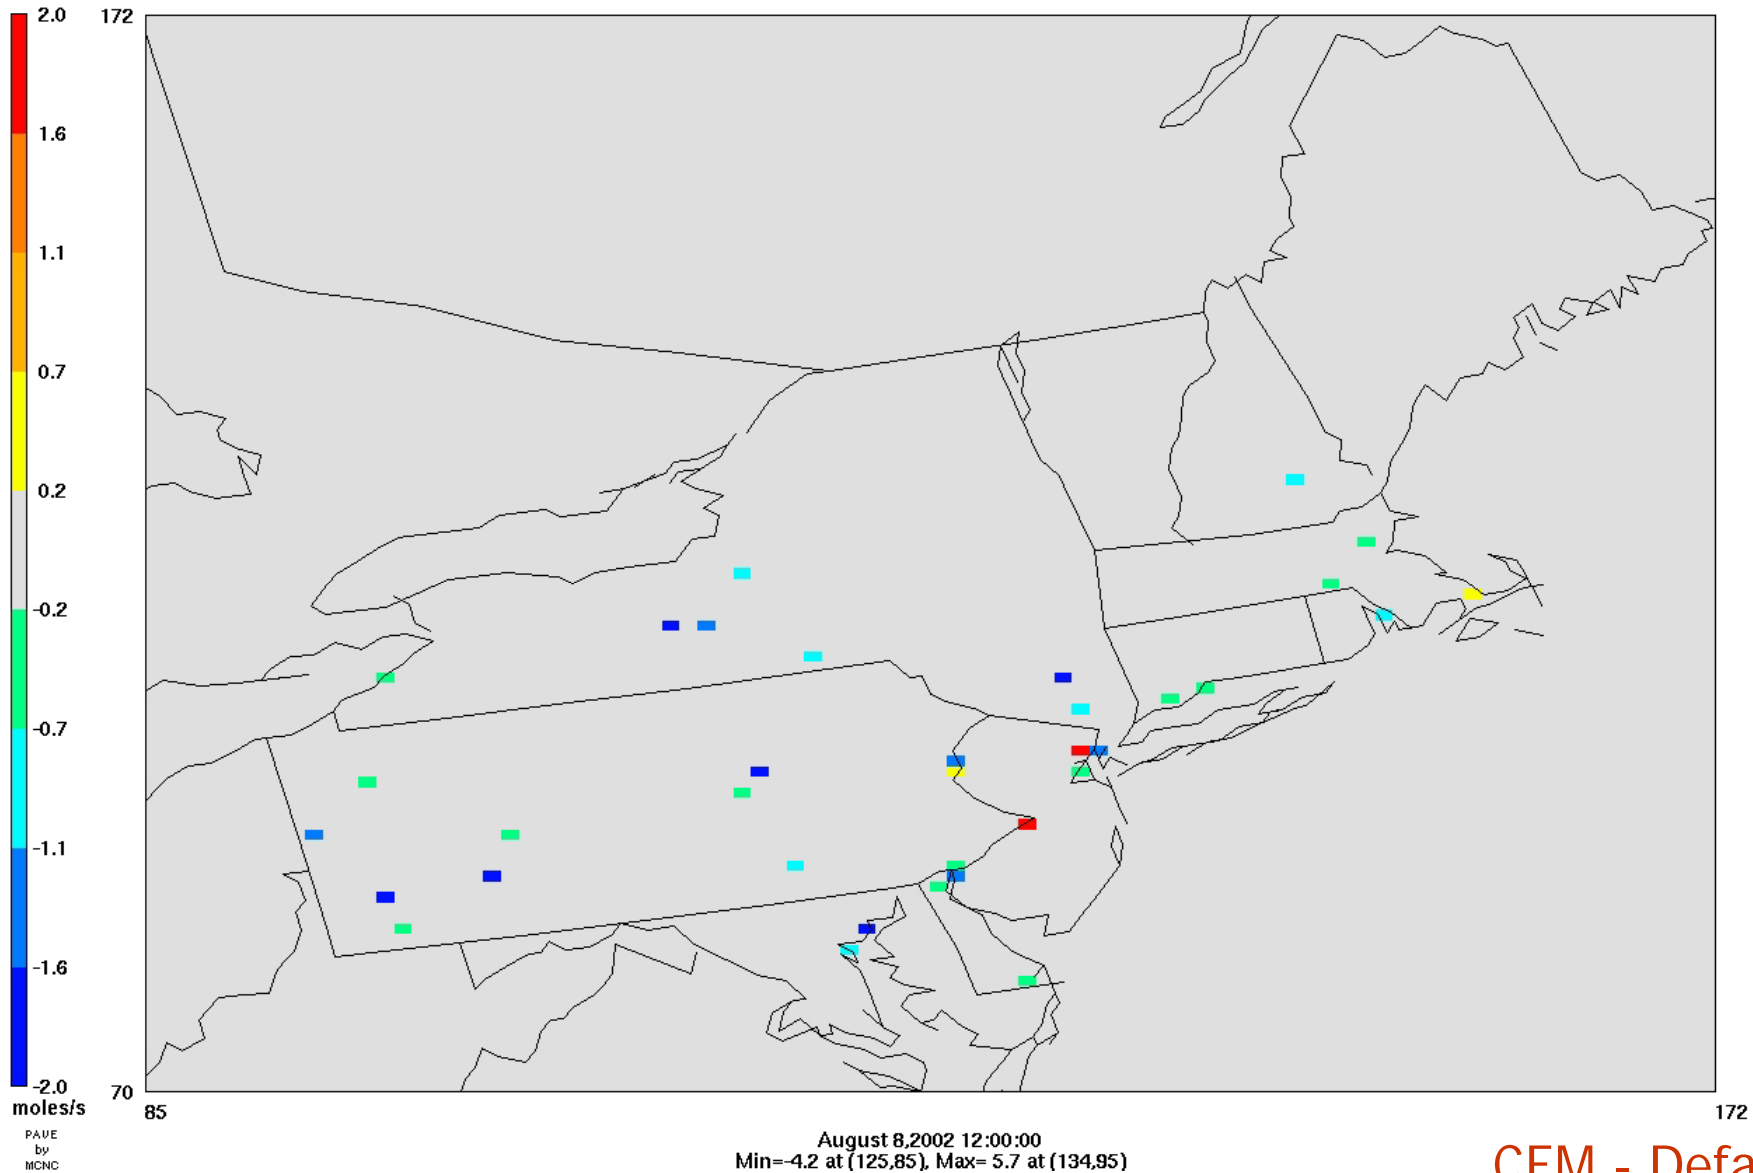 2.0
1.6
1.1
0.7
0.2
-0.2
-0.7
-1.1
-1.6
-2.0
moles/s
PAVE
by
MCNC
172
70
85
172
August 8,2002 12:00:00
Min=-4.2 at (125,85), Max= 5.7 at (134,95)
CEM - Defa